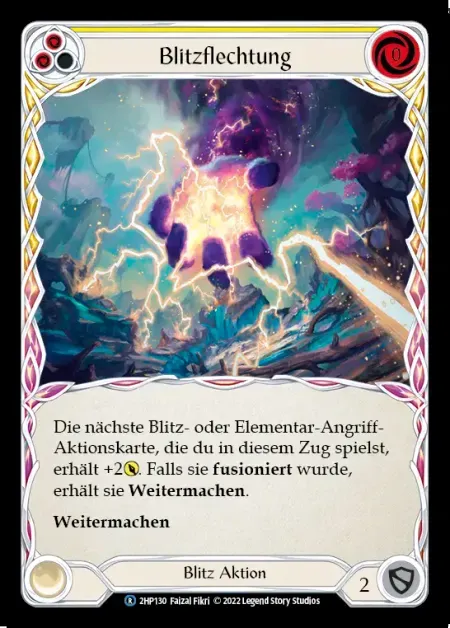 Blitzflechtung
0
Die nächste Blitz- oder Elementar-Angriff-
Aktionskarte, die du in diesem Zug spielst,
erhält +2. Falls sie fusioniert wurde,
erhält sie Weitermachen.
Weitermachen
Blitz Aktion
2
R 2HP130 Faizal Fikri © 2022 Legend Story Studios